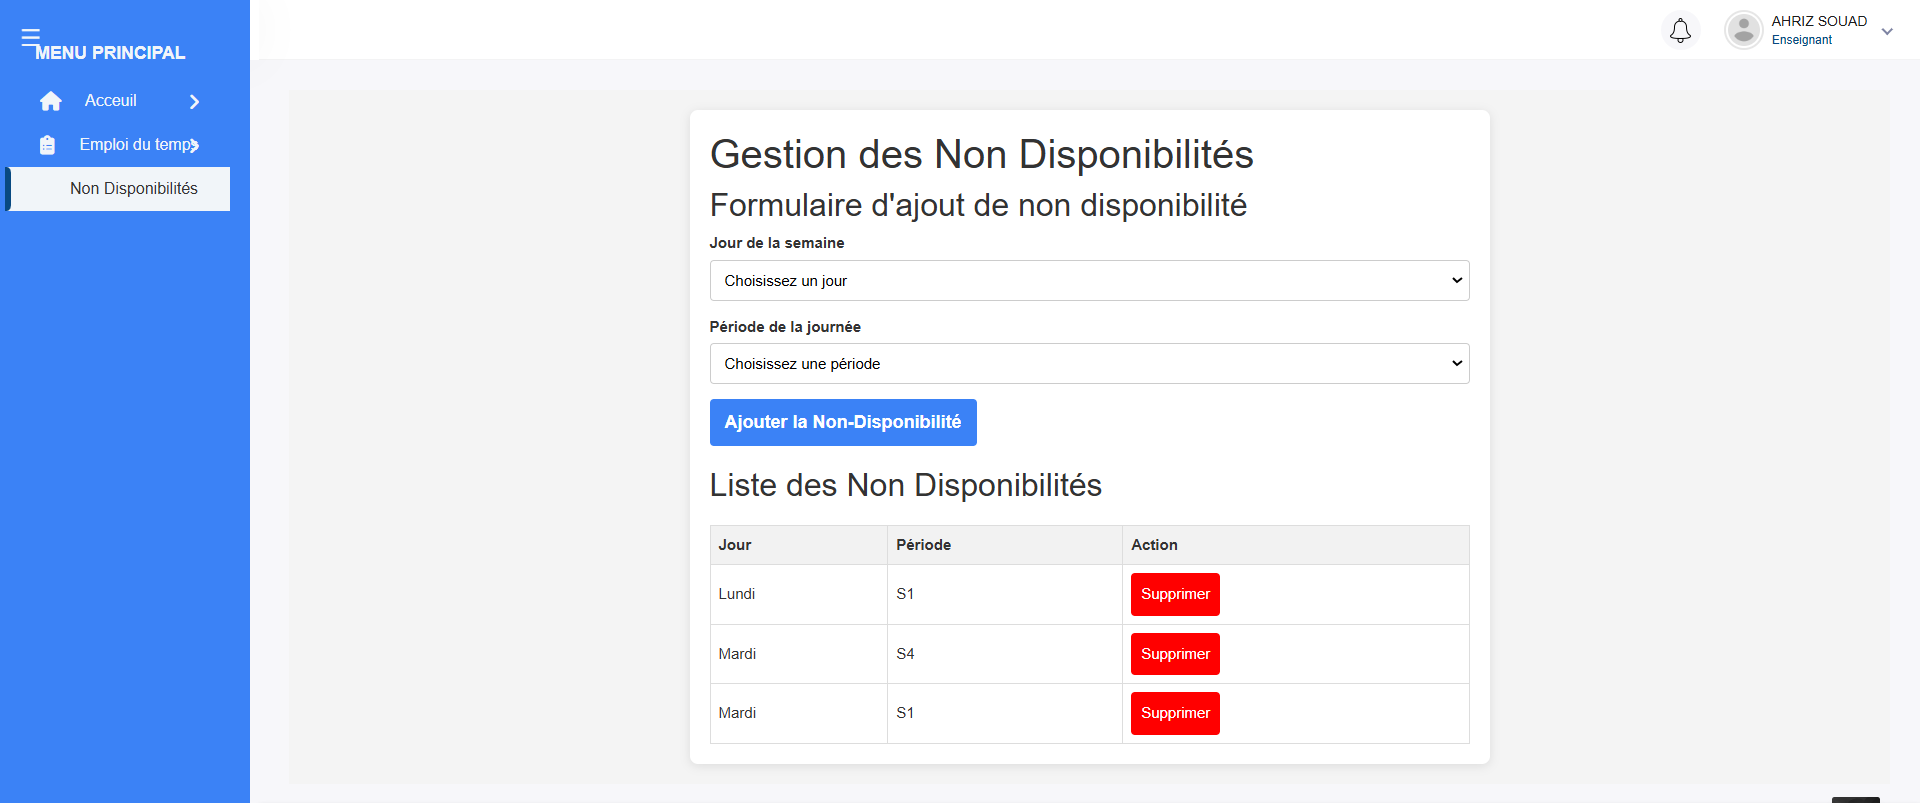 MENU PRINCIPAL
Acceuil
Emploi du temps
Non Disponibilités
AHRIZ SOUAD
Enseignant
Gestion des Non Disponibilités
Formulaire d'ajout de non disponibilité
Jour de la semaine
Choisissez un jour
Période de la journée
Choisissez une période
Ajouter la Non-Disponibilité
Liste des Non Disponibilités
Jour Période Action
Lundi S1 Supprimer
Mardi S4 Supprimer
Mardi S1 Supprimer